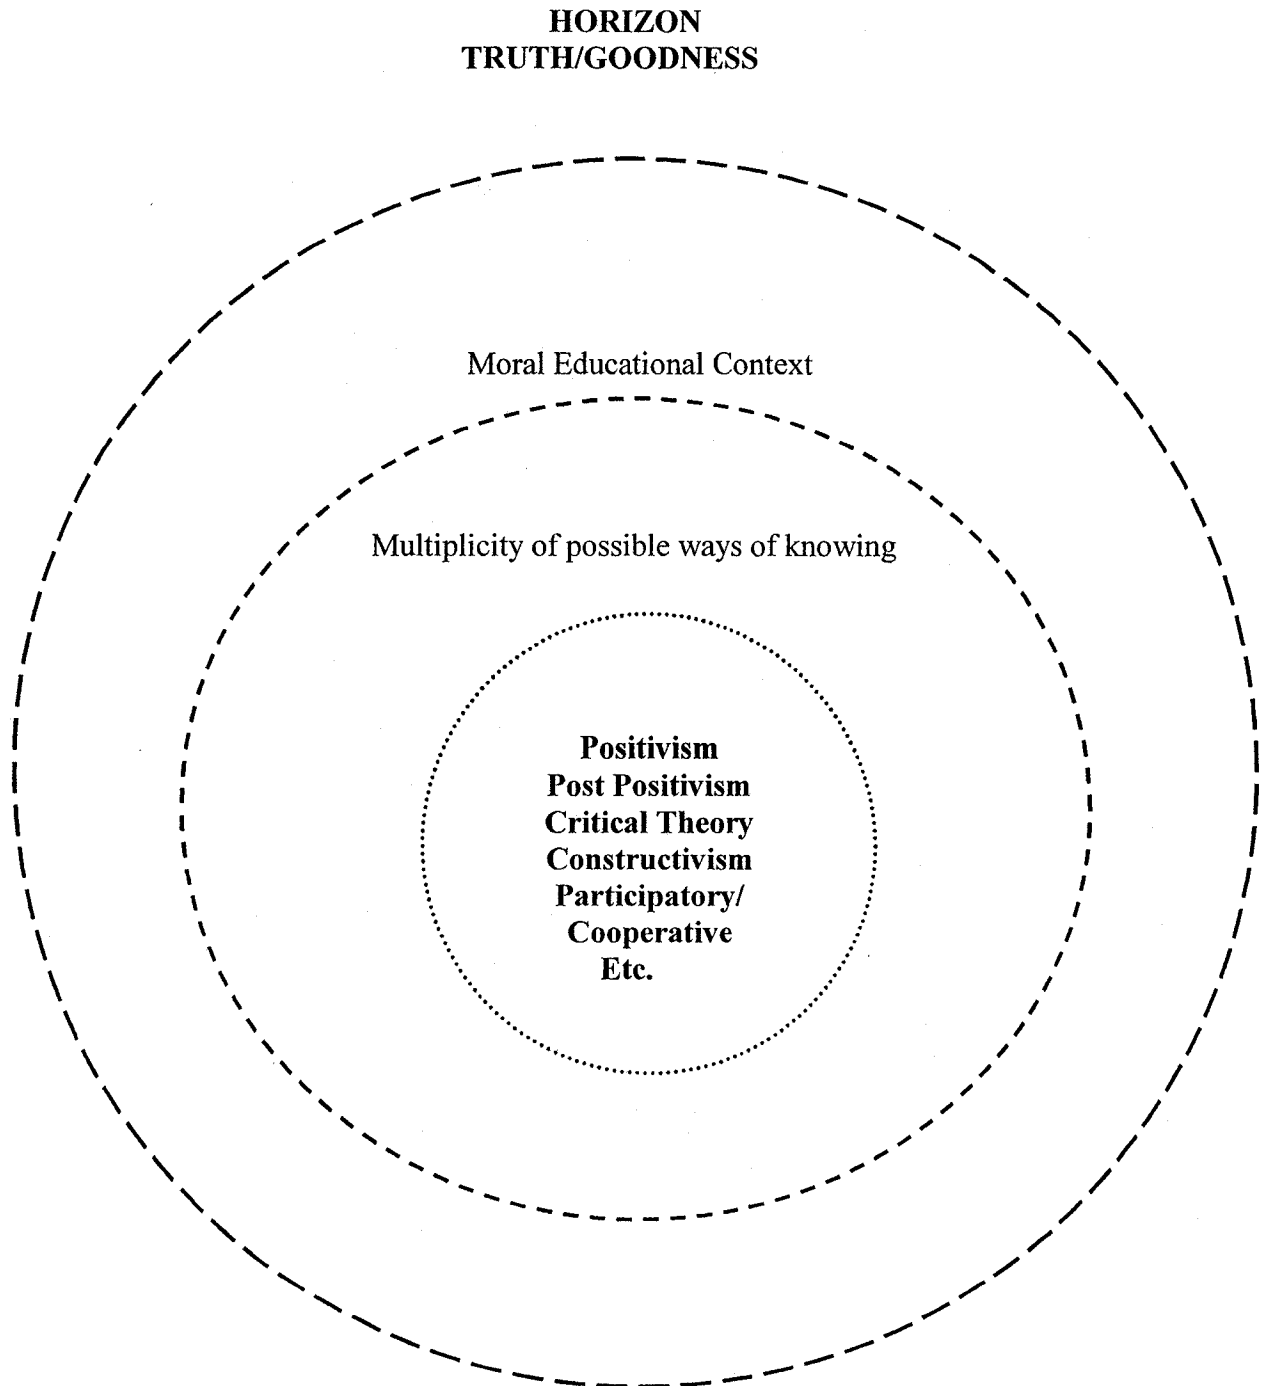 HORIZON
TRUTH/GOODNESS
Moral Educational Context
Multiplicity of possible ways of knowing
Positivism
Post Positivism
Critical Theory
Constructivism
Participatory/
Cooperative
Etc.